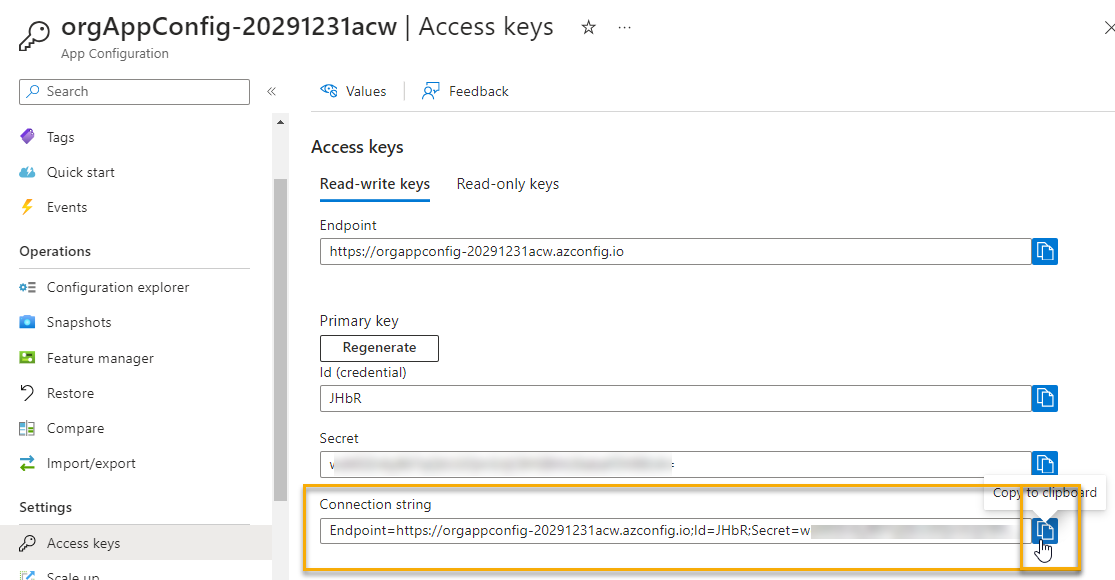 orgAppConfig-20291231acw | Access keys
App Configuration
Search
Values
Feedback
Tags
Quick start
Events
Operations
Configuration explorer
Snapshots
Feature manager
Restore
Compare
Import/export
Settings
Access keys
Scale up
Access keys
Read-write keys
Read-only keys
Endpoint
https://orgappconfig-20291231acw.azconfig.io
Primary key
Regenerate
Id (credential)
JHbR
Secret
Copy to clipboard
Connection string
Endpoint=https://orgappconfig-20291231acw.azconfig.io;Id=JHbR;Secret=w